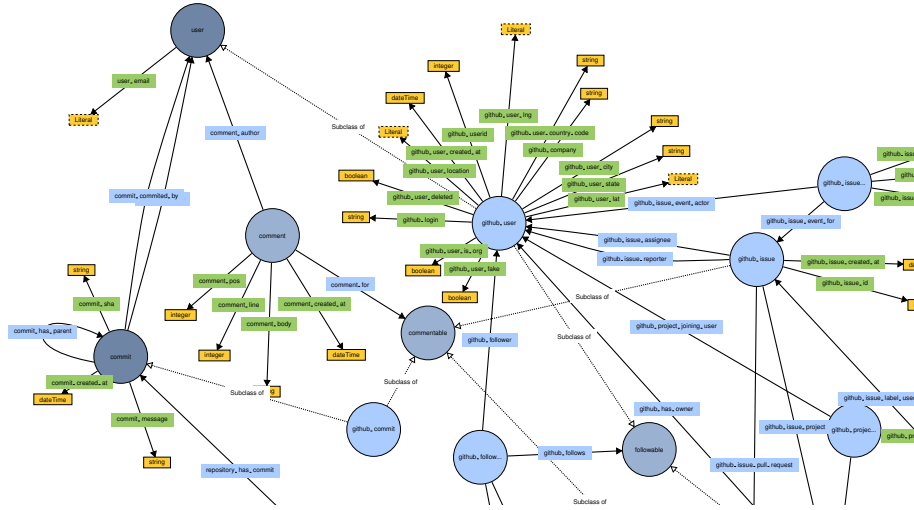 Literal
user
string
integer
string
dateTime
user_email
github_user_lng
Literal
string
Literal
github_user_country_code
Subclass of
comment_author
github_userid
github_user_created_at
github_company
string
github_user_location
github_user_city
boolean
github_user_state
Literal
github_issue...
github_user_deleted
github_user_lat
commit_commited_by
github_issue_event_actor
string
github_login
github_user
github_issue_event_for
comment
github_issue_assignee
github_user_is_org
github_issue_reporter
github_issue
github_issue_created_at
string
boolean
github_user_fake
comment_pos
comment_for
github_issue_id
commit_sha
comment_line
comment_created_at
boolean
Subclass of
integer
comment_body
github_project_joining_user
commit_has_parent
commentable
github_follower
Subclass of
commit
integer
dateTime
commit_created_at
Subclass of
Subclass of
dateTime
github_issue_label_used
github_has_owner
commit_message
github_commit
github_issue_project
github_projec...
github_follow...
github_follows
followable
string
repository_has_commit
github_issue_pull_request
Subclass of